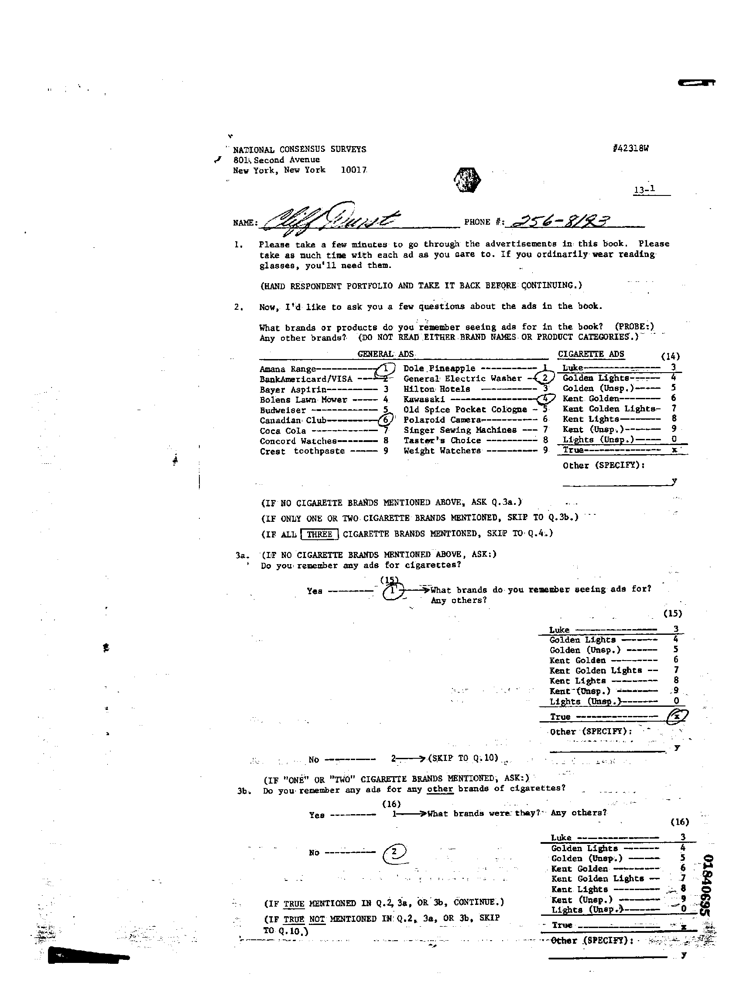 NATIONAL CONSENSUS SURVEYS #42318W
801 Second Avenue
New York, New York 10017
13-1
NAME: Cliff Durst PHONE #: 256-8193
1. Please take a few minutes to go through the advertisements in this book. Please
take as much time with each ad as you care to. If you ordinarily wear reading
glasses, you'll need them.
(HAND RESPONDENT PORTFOLIO AND TAKE IT BACK BEFORE CONTINUING.)
2. Now, I'd like to ask you a few questions about the ads in the book.
What brands or products do you remember seeing ads for in the book? (PROBE:)
Any other brands? (DO NOT READ EITHER BRAND NAMES OR PRODUCT CATEGORIES.)
GENERAL ADS CIGARETTE ADS (14)
Amana Range--------- 1 Dole Pineapple --------- 1 Luke--------------- 3
BankAmericard/VISA --- 2 General Electric Washer - 2 Golden Lights------ 4
Bayer Aspirin--------- 3 Hilton Hotels --------- 3 Golden (Unsp.)----- 5
Bolens Lawn Mower ----- 4 Kawasaki -------------- 4 Kent Golden------- 6
Budweiser ------------ 5 Old Spice Pocket Cologne - 5 Kent Golden Lights- 7
Canadian Club--------- 6 Polaroid Camera---------- 6 Kent Lights-------- 8
Coca Cola ------------ 7 Singer Sewing Machines --- 7 Kent (Unsp.)------- 9
Concord Watches-------- 8 Taster's Choice --------- 8 Lights (Unsp.)----- 0
Crest toothpaste ----- 9 Weight Watchers ---------- 9 True--------------- x
Other (SPECIFY):
y
(IF NO CIGARETTE BRANDS MENTIONED ABOVE, ASK Q.3a.)
(IF ONLY ONE OR TWO CIGARETTE BRANDS MENTIONED, SKIP TO Q.3b.)
(IF ALL THREE CIGARETTE BRANDS MENTIONED, SKIP TO Q.4.)
3a. (IF NO CIGARETTE BRANDS MENTIONED ABOVE, ASK:)
Do you remember any ads for cigarettes?
(15)
Yes -------- 1 What brands do you remember seeing ads for?
Any others?
(15)
Luke --------------- 3
Golden Lights ------- 4
Golden (Unsp.) ------ 5
Kent Golden --------- 6
Kent Golden Lights -- 7
Kent Lights --------- 8
Kent (Unsp.) -------- 9
Lights (Unsp.)------- 0
True --------------- x
Other (SPECIFY):
y
No --------- 2 (SKIP TO Q.10)
(IF "ONE" OR "TWO" CIGARETTE BRANDS MENTIONED, ASK:)
3b. Do you remember any ads for any other brands of cigarettes?
(16)
Yes --------- 1 What brands were they? Any others?
(16)
Luke --------------- 3
Golden Lights ------- 4
No ---------- 2 Golden (Unsp.) ------ 5
Kent Golden --------- 6
Kent Golden Lights -- 7
Kent Lights --------- 8
(IF TRUE MENTIONED IN Q.2, 3a, OR 3b, CONTINUE.) Kent (Unsp.) -------- 9
Lights (Unsp.)------- 0
(IF TRUE NOT MENTIONED IN Q.2, 3a, OR 3b, SKIP
TO Q.10.) True --------------- x
Other (SPECIFY):
y
01840695